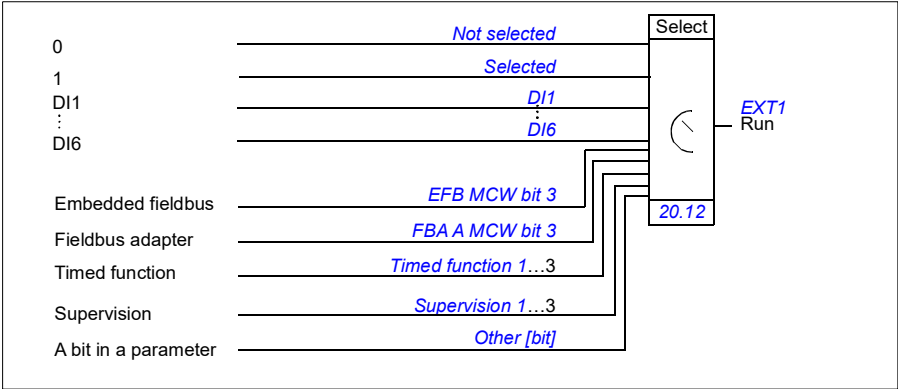 Select
0 Not selected
1 Selected
DI1 DI1
⋮ ⋮
DI6 DI6
EXT1
Run
Embedded fieldbus EFB MCW bit 3
20.12
Fieldbus adapter FBA A MCW bit 3
Timed function Timed function 1…3
Supervision Supervision 1…3
A bit in a parameter Other [bit]